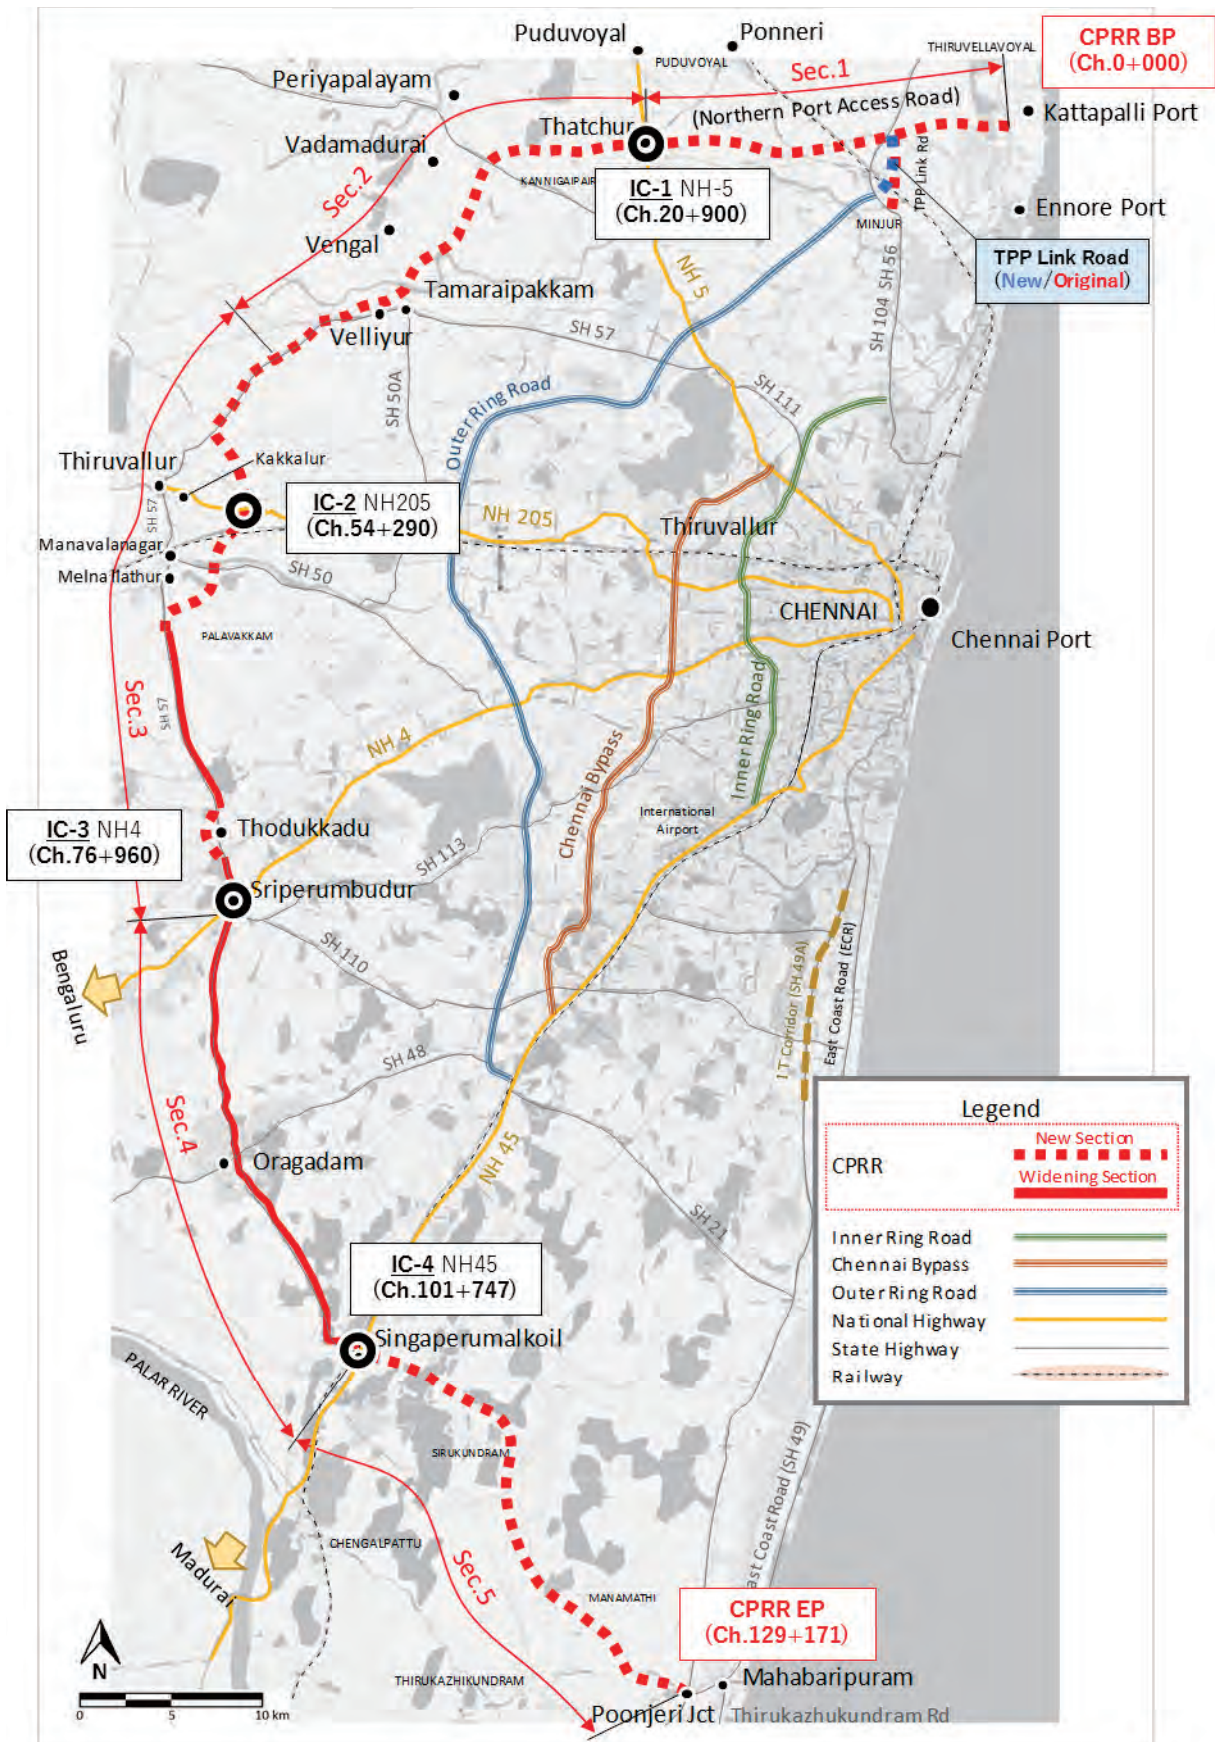 Puduvoyal
Ponneri
PUDUVOYAL
THIRUVELLAVOYAL
CPRR BP
(Ch.0+000)
Sec.1
Periyapalayam
(Northern Port Access Road)
Kattapalli Port
Thatchur
Vadamadurai
TPP Link Rd
KANNIGAIPAIR
IC-1 NH-5
(Ch.20+900)
Sec.2
Ennore Port
MINJUR
Vengal
TPP Link Road
(New/Original)
NH 5
SH 56
Tamaraipakkam
Velliyur
SH 57
SH 104
SH 50A
SH 111
Outer Ring Road
Thiruvallur
Kakkalur
IC-2 NH205
(Ch.54+290)
SH 57
NH 205
Thiruvallur
Manavalanagar
Melnallathur
SH 50
CHENNAI
Chennai Port
PALAVAKKAM
Sec.3
SH 57
NH 4
Inner Ring Road
Chennai Bypass
International
Airport
IC-3 NH4
(Ch.76+960)
Thodukkadu
SH 113
Sriperumbudur
SH 110
Bengaluru
I T Corridor (SH 49A)
East Coast Road (ECR)
SH 48
Sec.4
Oragadam
NH 45
SH 21
Legend
CPRR
New Section
Widening Section
Inner Ring Road
Chennai Bypass
Outer Ring Road
National Highway
State Highway
Railway
IC-4 NH45
(Ch.101+747)
Singaperumalkoil
PALAR RIVER
SIRUKUNDRAM
ast Coast Road (SH 49)
CHENGALPATTU
Madurai
Sec.5
MANAMATHI
CPRR EP
(Ch.129+171)
N
THIRUKAZHIKUNDRAM
Mahabaripuram
Poonjeri Jct
Thirukazhukundram Rd
0 5 10 km